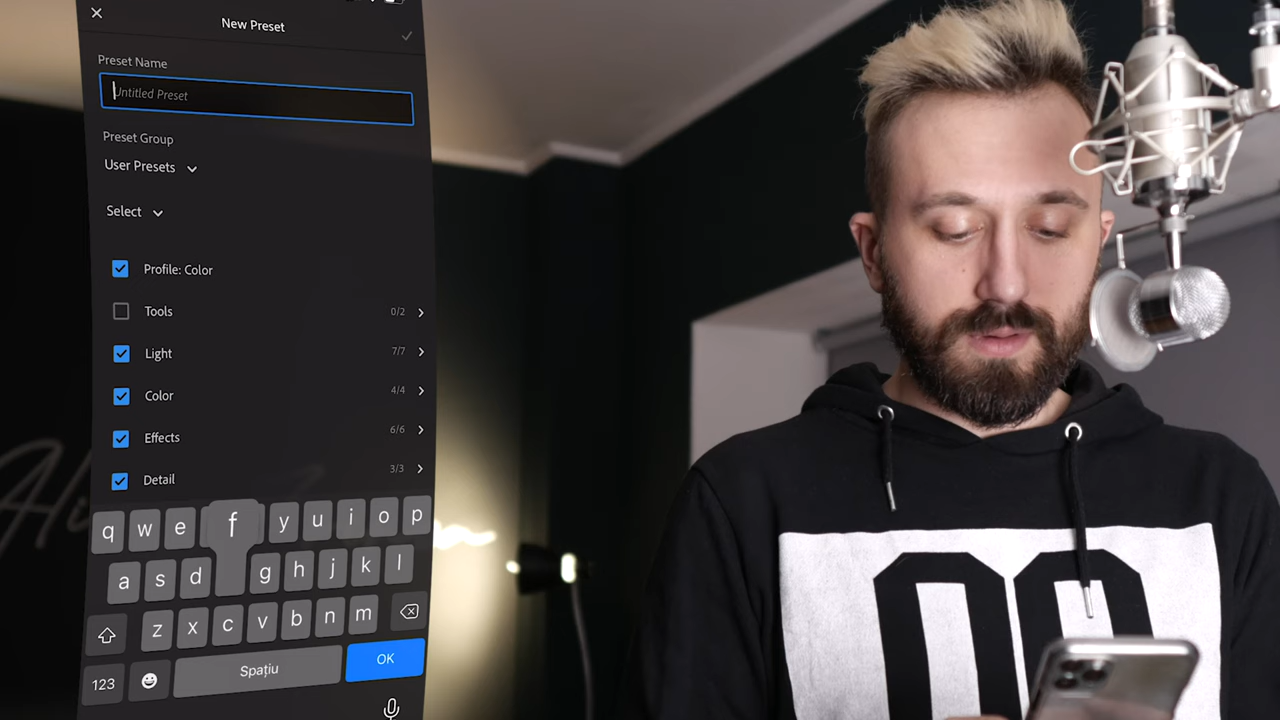 New Preset
Preset Name
Untitled Preset
Preset Group
User Presets
Select
Profile: Color
Tools 0/2
Light 7/7
Color 4/4
Effects 6/6
Detail 3/3
q w e f y u i o p
a s d g h j k l
z x c v b n m
123 Spațiu OK